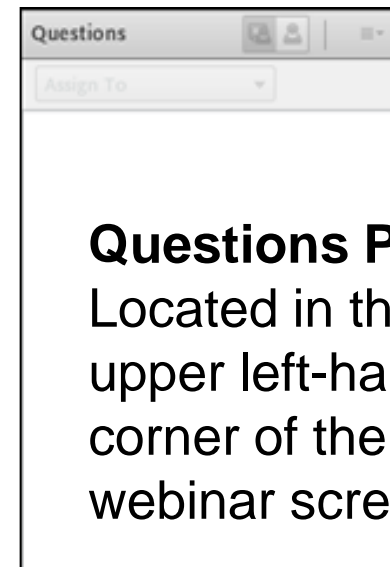 Questions
Assign To
Questions P
Located in th
upper left-ha
corner of the
webinar scre